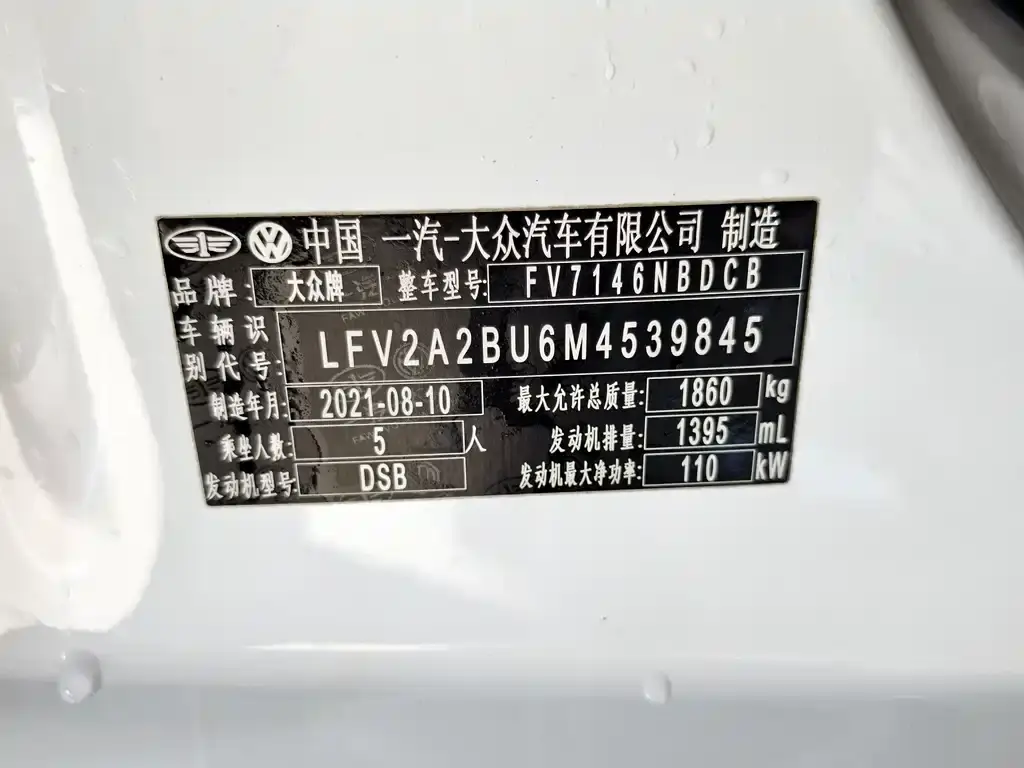 中国 一汽-大众汽车有限公司 制造
品牌: 大众牌 整车型号: FV7146NBDCB
车辆识别代号: LFV2A2BU6M4539845
制造年月: 2021-08-10 最大允许总质量: 1860 kg
乘坐人数: 5 人 发动机排量: 1395 mL
发动机型号: DSB 发动机最大净功率: 110 kW